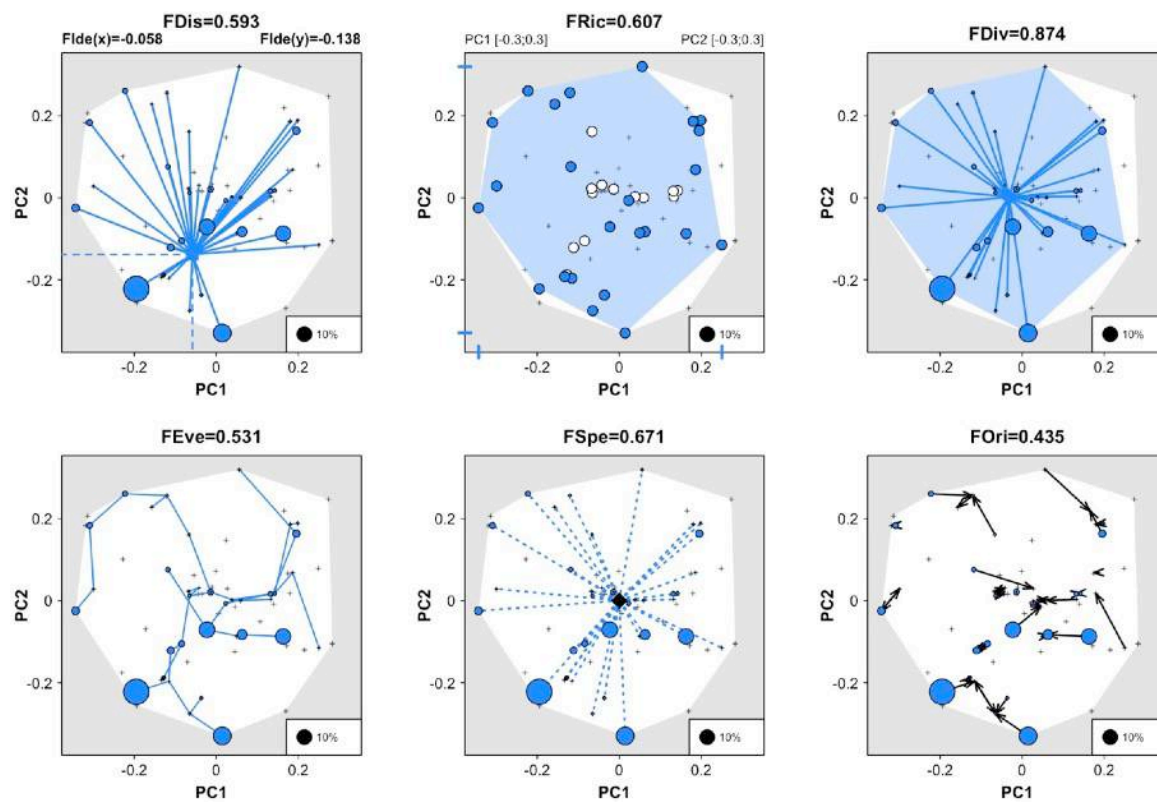 FDis=0.593
FIde(x)=-0.058 FIde(y)=-0.138
PC2
0.2
0
-0.2
-0.2 0 0.2
PC1
10%
FRic=0.607
PC1 [-0.3;0.3] PC2 [-0.3;0.3]
PC2
0.2
0
-0.2
-0.2 0 0.2
PC1
10%
FDiv=0.874
PC2
0.2
0
-0.2
-0.2 0 0.2
PC1
10%
FEve=0.531
PC2
0.2
0
-0.2
-0.2 0 0.2
PC1
10%
FSpe=0.671
PC2
0.2
0
-0.2
-0.2 0 0.2
PC1
10%
FOri=0.435
PC2
0.2
0
-0.2
-0.2 0 0.2
PC1
10%